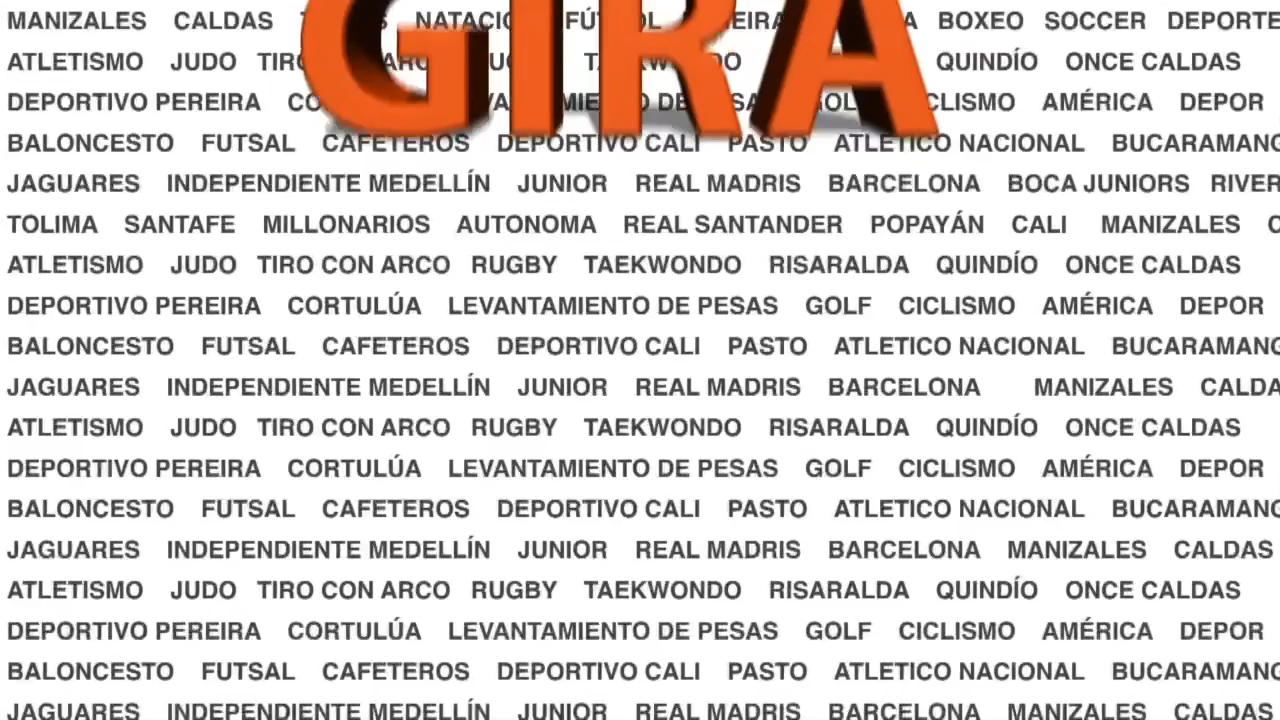 GIRA
MANIZALES CALDAS BOXEO SOCCER DEPORTE
ATLETISMO JUDO QUINDÍO ONCE CALDAS
DEPORTIVO PEREIRA AMÉRICA DEPOR
BALONCESTO FUTSAL CAFETEROS DEPORTIVO CALI PASTO ATLETICO NACIONAL BUCARAMANG
JAGUARES INDEPENDIENTE MEDELLÍN JUNIOR REAL MADRIS BARCELONA BOCA JUNIORS RIVER
TOLIMA SANTAFE MILLONARIOS AUTONOMA REAL SANTANDER POPAYÁN CALI MANIZALES C
ATLETISMO JUDO TIRO CON ARCO RUGBY TAEKWONDO RISARALDA QUINDÍO ONCE CALDAS
DEPORTIVO PEREIRA CORTULÚA LEVANTAMIENTO DE PESAS GOLF CICLISMO AMÉRICA DEPOR
BALONCESTO FUTSAL CAFETEROS DEPORTIVO CALI PASTO ATLETICO NACIONAL BUCARAMANG
JAGUARES INDEPENDIENTE MEDELLÍN JUNIOR REAL MADRIS BARCELONA MANIZALES CALDA
ATLETISMO JUDO TIRO CON ARCO RUGBY TAEKWONDO RISARALDA QUINDÍO ONCE CALDAS
DEPORTIVO PEREIRA CORTULÚA LEVANTAMIENTO DE PESAS GOLF CICLISMO AMÉRICA DEPOR
BALONCESTO FUTSAL CAFETEROS DEPORTIVO CALI PASTO ATLETICO NACIONAL BUCARAMANG
JAGUARES INDEPENDIENTE MEDELLÍN JUNIOR REAL MADRIS BARCELONA MANIZALES CALDAS
ATLETISMO JUDO TIRO CON ARCO RUGBY TAEKWONDO RISARALDA QUINDÍO ONCE CALDAS
DEPORTIVO PEREIRA CORTULÚA LEVANTAMIENTO DE PESAS GOLF CICLISMO AMÉRICA DEPOR
BALONCESTO FUTSAL CAFETEROS DEPORTIVO CALI PASTO ATLETICO NACIONAL BUCARAMANG
JAGUARES INDEPENDIENTE MEDELLÍN JUNIOR REAL MADRIS BARCELONA MANIZALES CALDAS